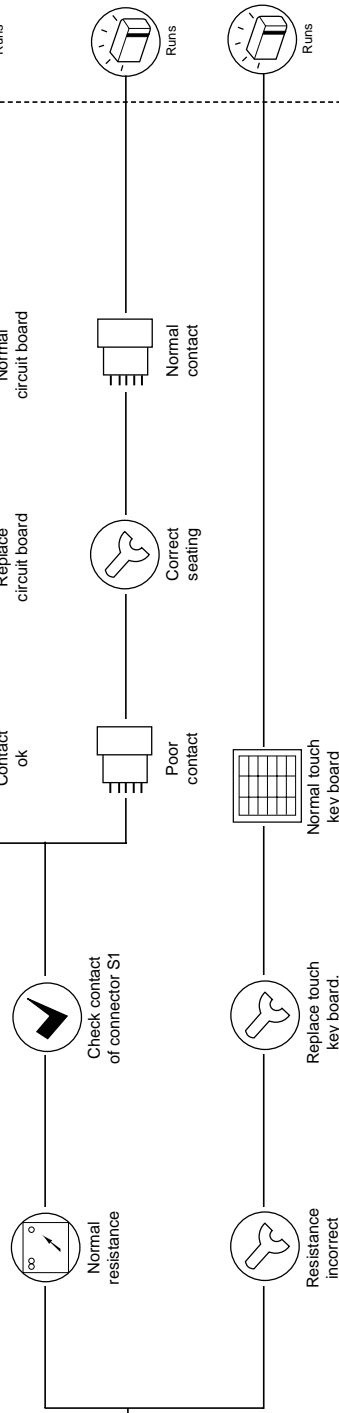 Contact
ok
Replace
circuit board
Normal
circuit board
Runs
Normal
resistance
Check contact
of connector S1
Poor
contact
Correct
seating
Normal
contact
Runs
Resistance
incorrect
Replace touch
key board.
Normal touch
key board
Runs